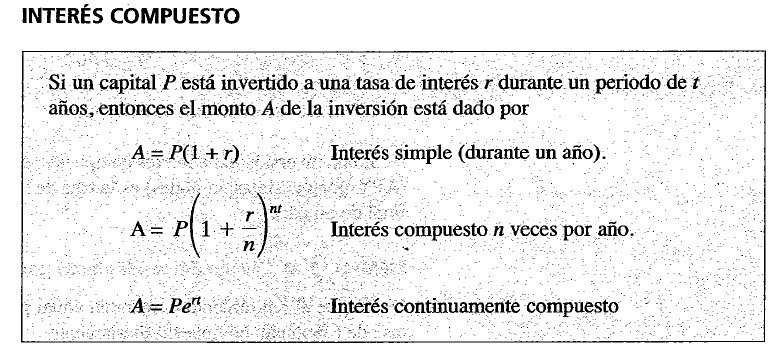 INTERÉS COMPUESTO
Si un capital P está invertido a una tasa de interés r durante un periodo de t
años, entonces el monto A de la inversión está dado por
A = P(1 + r) Interés simple (durante un año).
A = P(1 + r/n)^nt Interés compuesto n veces por año.
A = Pe^rt Interés continuamente compuesto